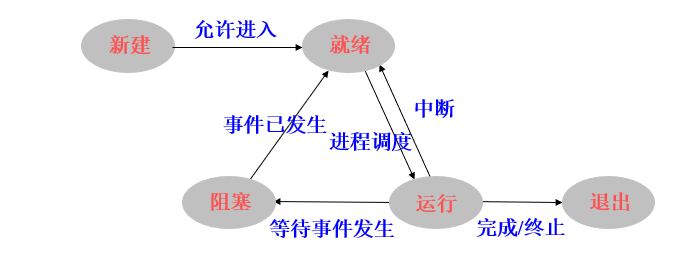 允许进入
新建
就绪
中断
事件已发生
进程调度
阻塞
运行
退出
等待事件发生
完成/终止